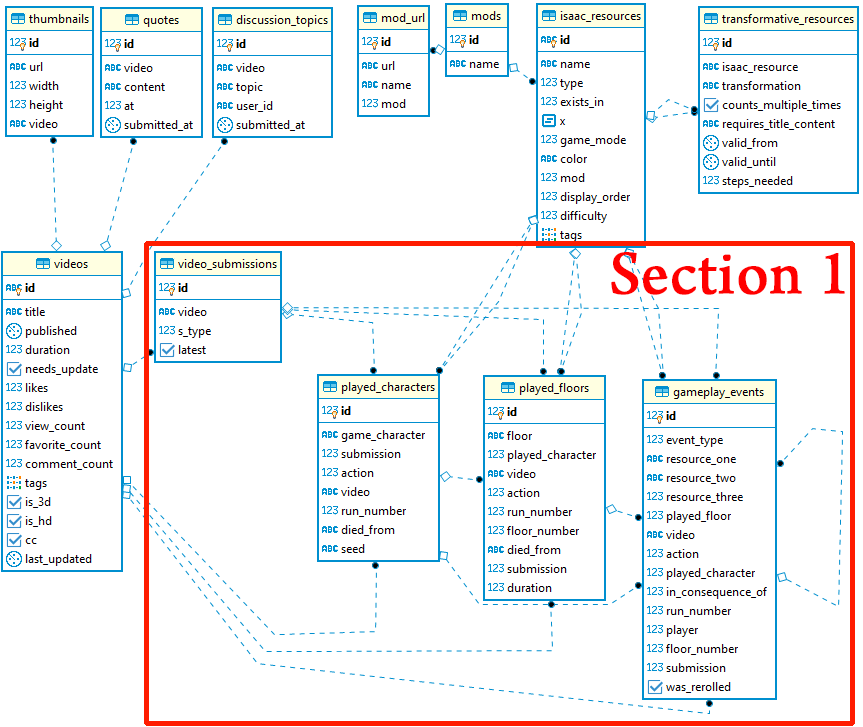 thumbnails
123 id
ABC url
123 width
123 height
ABC video
quotes
123 id
ABC video
ABC content
123 at
submitted_at
discussion_topics
123 id
ABC video
ABC topic
ABC user_id
submitted_at
mod_url
123 id
ABC url
ABC name
123 mod
mods
123 id
ABC name
isaac_resources
ABC id
ABC name
123 type
123 exists_in
x
123 game_mode
ABC color
123 mod
123 display_order
123 difficulty
tags
transformative_resources
123 id
ABC isaac_resource
ABC transformation
counts_multiple_times
ABC requires_title_content
valid_from
valid_until
123 steps_needed
Section 1
videos
ABC id
ABC title
published
123 duration
needs_update
123 likes
123 dislikes
123 view_count
123 favorite_count
123 comment_count
tags
is_3d
is_hd
cc
last_updated
video_submissions
123 id
ABC video
123 s_type
latest
played_characters
123 id
ABC game_character
123 submission
123 action
ABC video
123 run_number
ABC died_from
ABC seed
played_floors
123 id
ABC floor
123 played_character
ABC video
123 action
123 run_number
123 floor_number
ABC died_from
123 submission
123 duration
gameplay_events
123 id
123 event_type
ABC resource_one
ABC resource_two
123 resource_three
123 played_floor
ABC video
123 action
123 played_character
123 in_consequence_of
123 run_number
123 player
123 floor_number
123 submission
was_rerolled